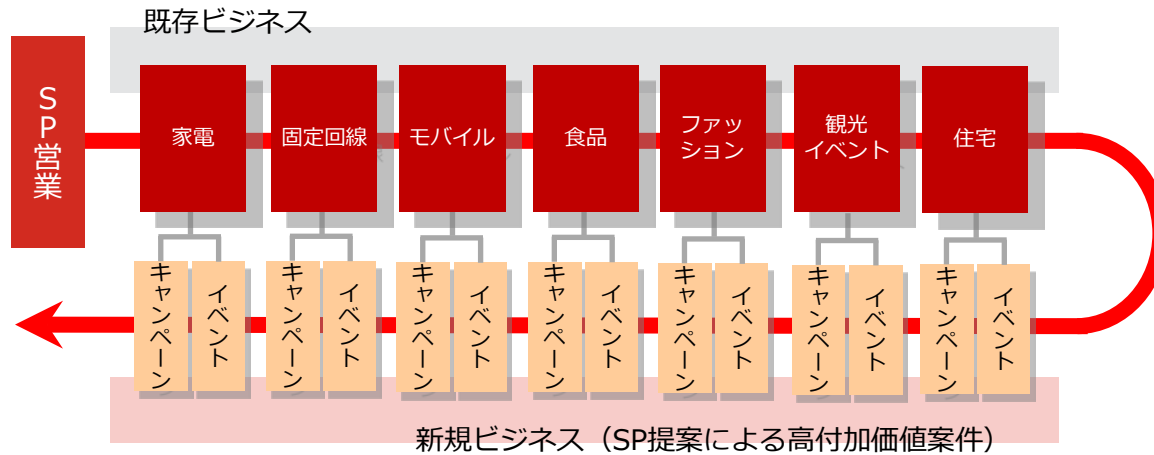 既存ビジネス
SP営業
家電
固定回線
モバイル
食品
ファッ
ション
観光
イベント
住宅
キャンペーン
イベント
キャンペーン
イベント
キャンペーン
イベント
キャンペーン
イベント
キャンペーン
イベント
キャンペーン
イベント
キャンペーン
イベント
新規ビジネス（SP提案による高付加価値案件）